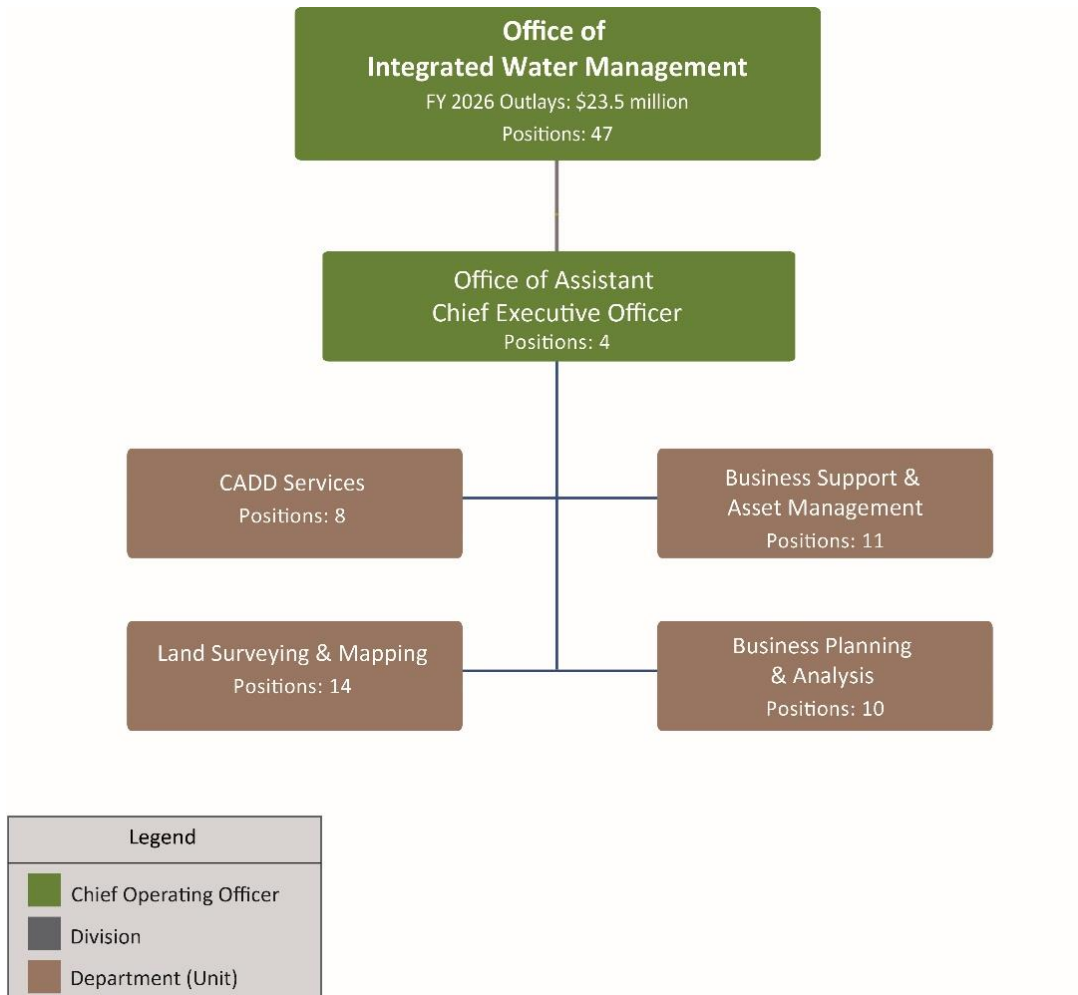 Office of
Integrated Water Management
FY 2026 Outlays: $23.5 million
Positions: 47
Office of Assistant
Chief Executive Officer
Positions: 4
CADD Services
Positions: 8
Business Support &
Asset Management
Positions: 11
Land Surveying & Mapping
Positions: 14
Business Planning
& Analysis
Positions: 10
Legend
Chief Operating Officer
Division
Department (Unit)